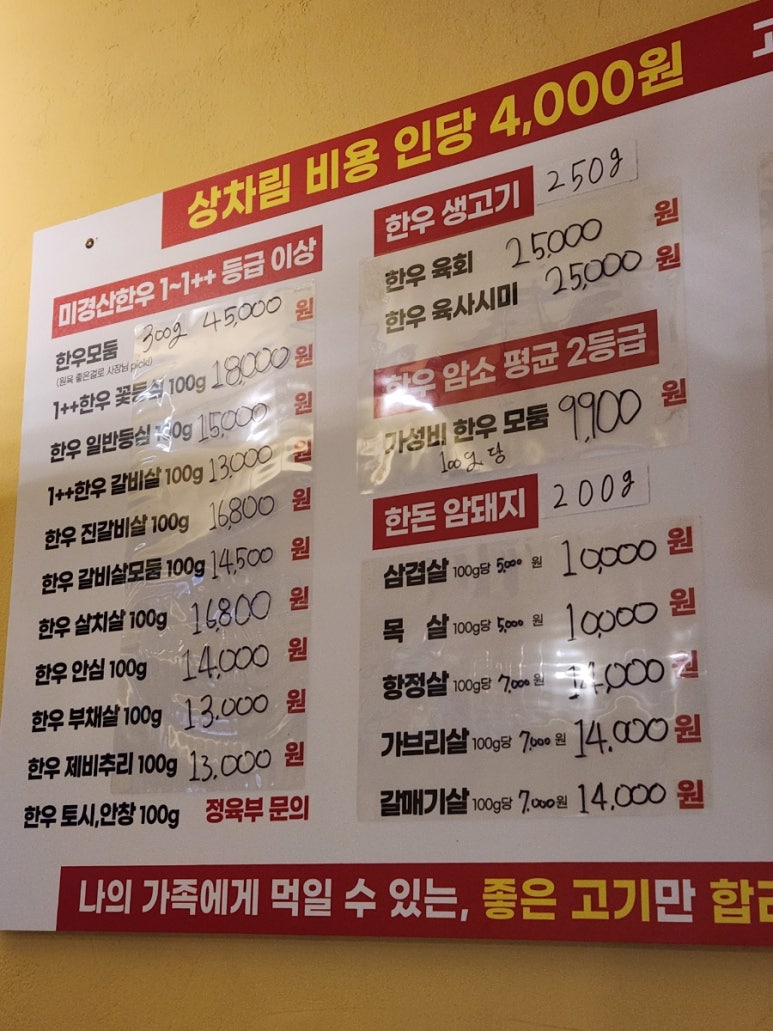 상차림 비용 인당 4,000원
미경산한우 1~1++ 등급 이상
한우모둠 300g 45,000 원
(원육 좋은걸로 사장님 pick!)
1++한우 꽃등심 100g 18,000 원
한우 일반등심 100g 15,000 원
1++한우 갈비살 100g 13,000 원
한우 진갈비살 100g 16,800 원
한우 갈비살모둠 100g 14,500 원
한우 살치살 100g 16,800 원
한우 안심 100g 14,000 원
한우 부채살 100g 13,000 원
한우 제비추리 100g 13,000 원
한우 토시,안창 100g 정육부 문의
한우 생고기 250g
한우 육회 25,000 원
한우 육사시미 25,000 원
한우 암소 평균 2등급
가성비 한우 모둠 9,900 원
100g 당
한돈 암돼지 200g
삼겹살 100g당 5,000 원 10,000 원
목 살 100g당 5,000 원 10,000 원
항정살 100g당 7,000 원 14,000 원
가브리살 100g당 7,000 원 14,000 원
갈매기살 100g당 7,000 원 14,000 원
나의 가족에게 먹일 수 있는, 좋은 고기만